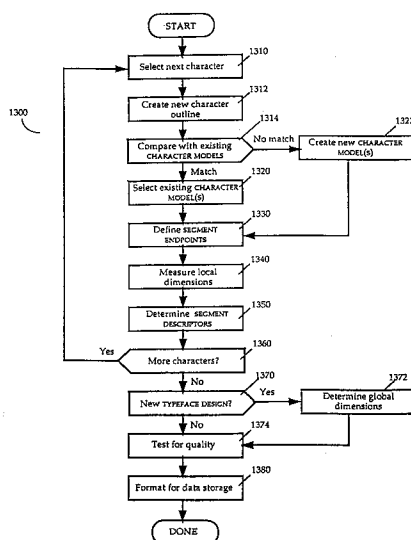 START
1310
Select next character
1312
Create new character
outline
1300
1314
Compare with existing
CHARACTER MODELS
No match
Create new CHARACTER
MODEL(S)
Match
1320
Select existing CHARACTER
MODEL(S)
1330
Define SEGMENT
ENDPOINTS
1340
Measure local
dimensions
1350
Determine SEGMENT
DESCRIPTORS
1360
Yes
More characters?
No
1370
New TYPEFACE DESIGN?
Yes
1372
Determine global
dimensions
No
1374
Test for quality
1380
Format for data storage
DONE